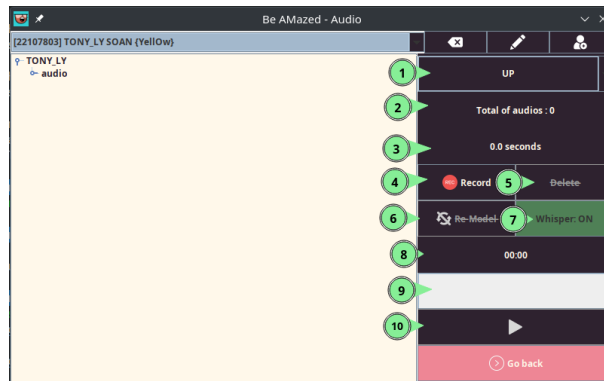 Be AMazed - Audio
[22107803] TONY_LY SOAN {YellOw}
TONY_LY
audio
1
UP
2
Total of audios : 0
3
0.0 seconds
4
REC
Record
5
Delete
6
Re-Model
7
Whisper: ON
8
00:00
9
10
Go back